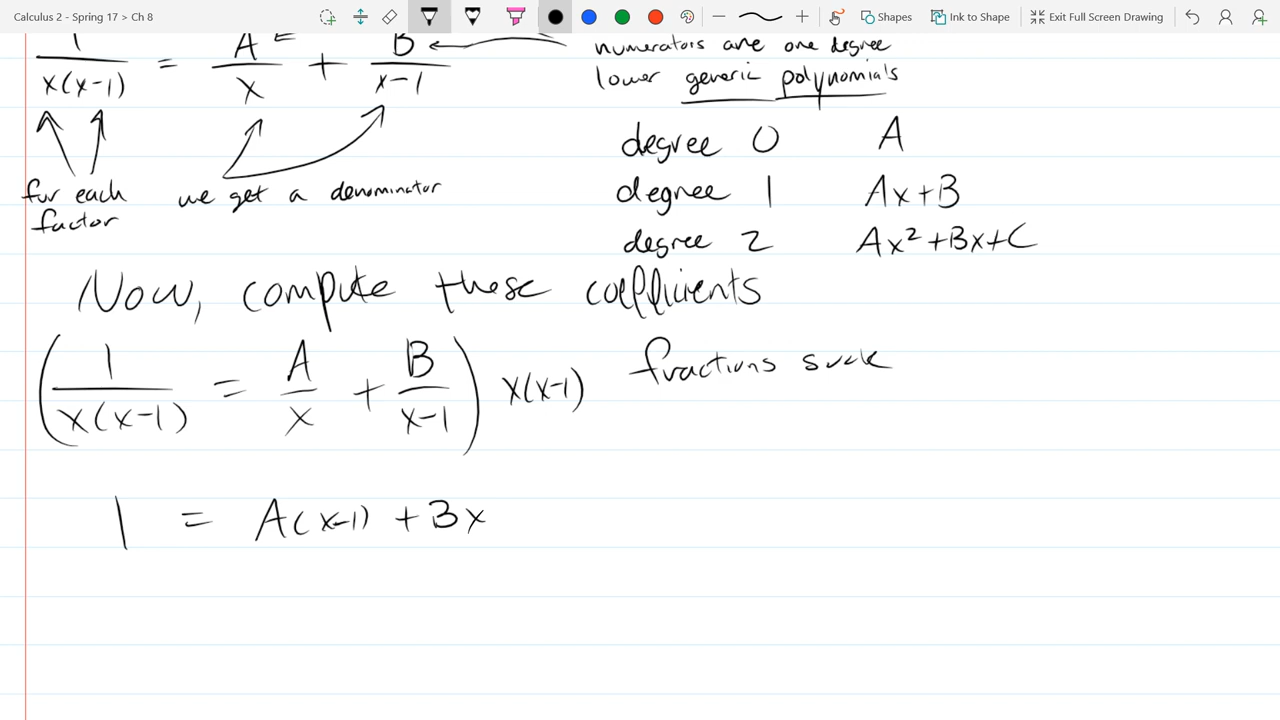 Calculus 2 - Spring 17 > Ch 8
Shapes
Ink to Shape
Exit Full Screen Drawing
1/(x(x-1)) = A/x + B/(x-1)
numerators are one degree
lower generic polynomials
degree 0 A
degree 1 Ax+B
degree 2 Ax²+Bx+C
for each
factor
we get a denominator
Now, compute these coefficients
(1/(x(x-1)) = A/x + B/(x-1)) x(x-1)
fractions suck
1 = A(x-1) + Bx